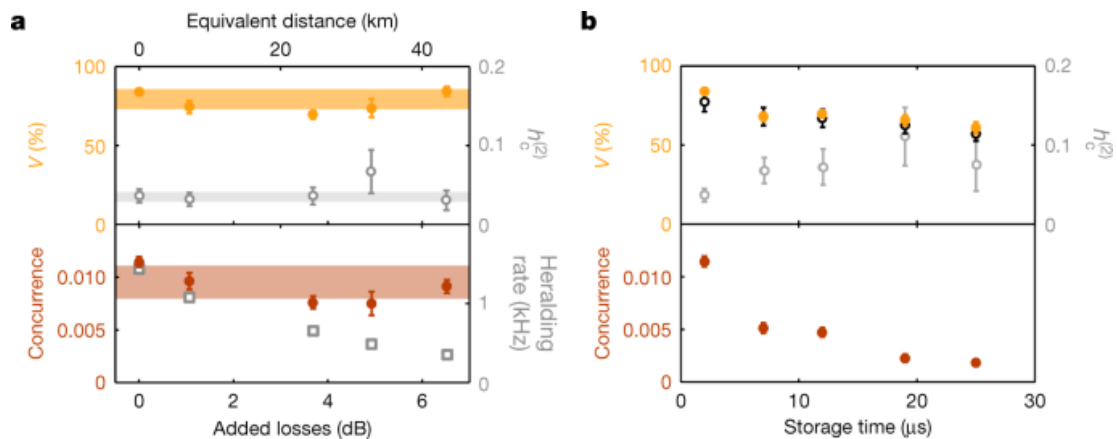 a
Equivalent distance (km)
0 20 40
100 50 0
V (%)
0.2 0.1 0
h_c^(2)
0.010 0.005 0
Concurrence
1 0
Heralding rate (kHz)
0 2 4 6
Added losses (dB)
b
100 50 0
V (%)
0.2 0.1 0
h_c^(2)
0.010 0.005 0
Concurrence
0 10 20 30
Storage time (μs)